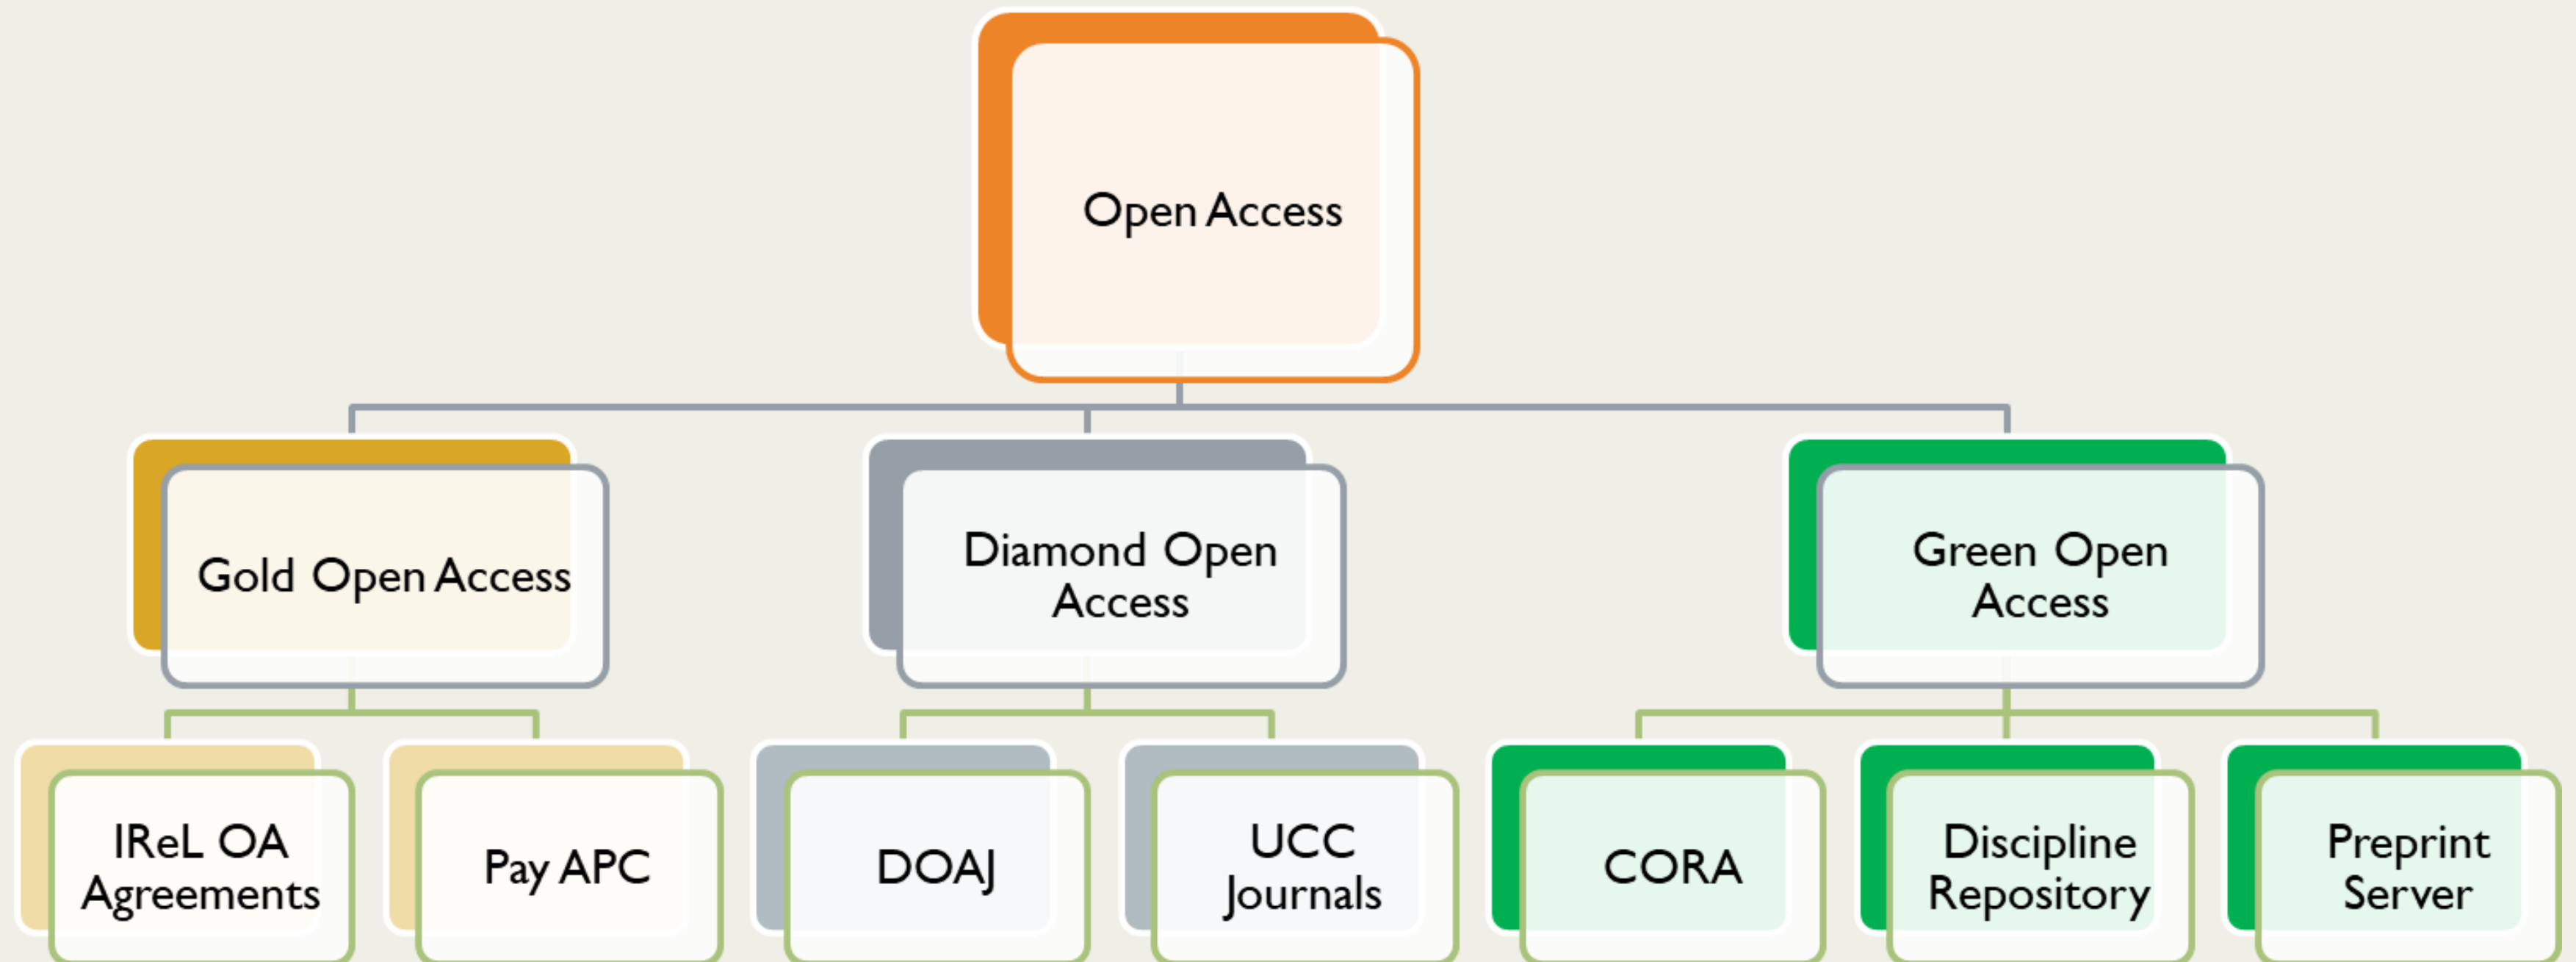 Open Access
Gold Open Access
Diamond Open
Access
Green Open
Access
IReL OA
Agreements
Pay APC
DOAJ
UCC
Journals
CORA
Discipline
Repository
Preprint
Server